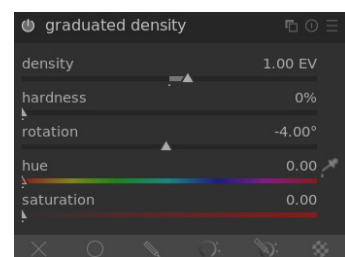 graduated density
density 1.00 EV
hardness 0%
rotation -4.00°
hue 0.00
saturation 0.00